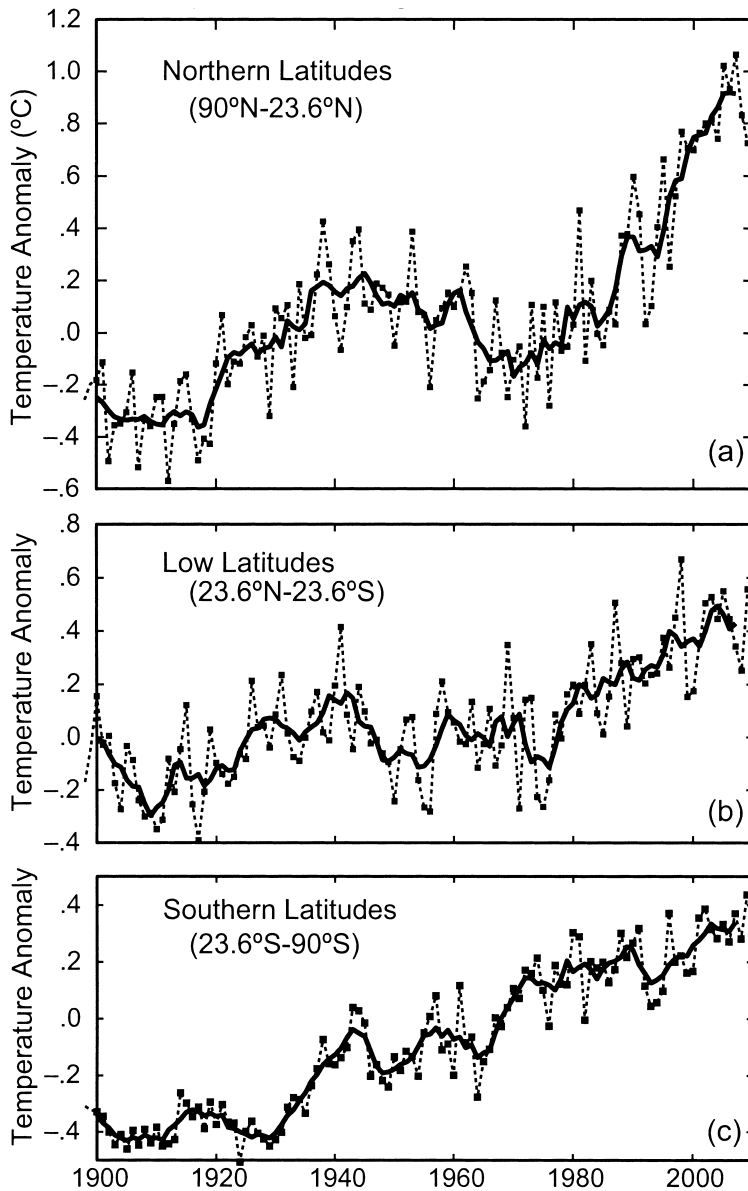 1.2
1.0
.8
.6
.4
.2
.0
–.2
–.4
–.6
Temperature Anomaly (ºC)
Northern Latitudes
(90ºN-23.6ºN)
(a)
.8
.6
.4
.2
.0
–.2
–.4
Temperature Anomaly
Low Latitudes
(23.6ºN-23.6ºS)
(b)
.4
.2
.0
–.2
–.4
Temperature Anomaly
Southern Latitudes
(23.6ºS-90ºS)
(c)
1900 1920 1940 1960 1980 2000